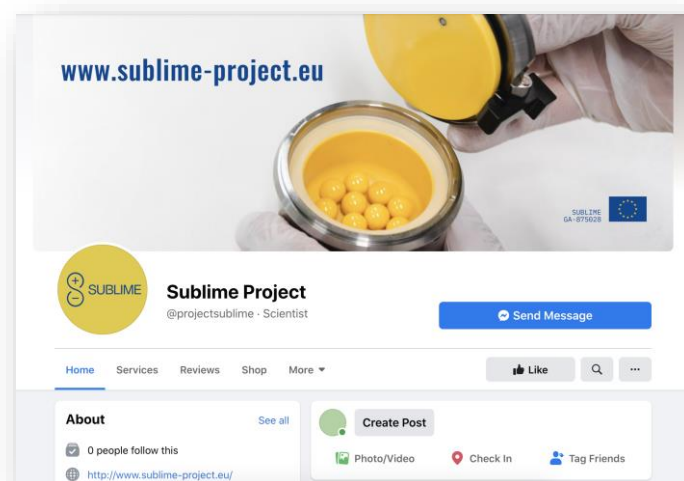 www.sublime-project.eu
SUBLIME
GA-875028
+
SUBLIME
−
Sublime Project
@projectsublime · Scientist
Send Message
Home Services Reviews Shop More
Like ...
About See all Create Post
0 people follow this
Photo/Video Check In Tag Friends
http://www.sublime-project.eu/